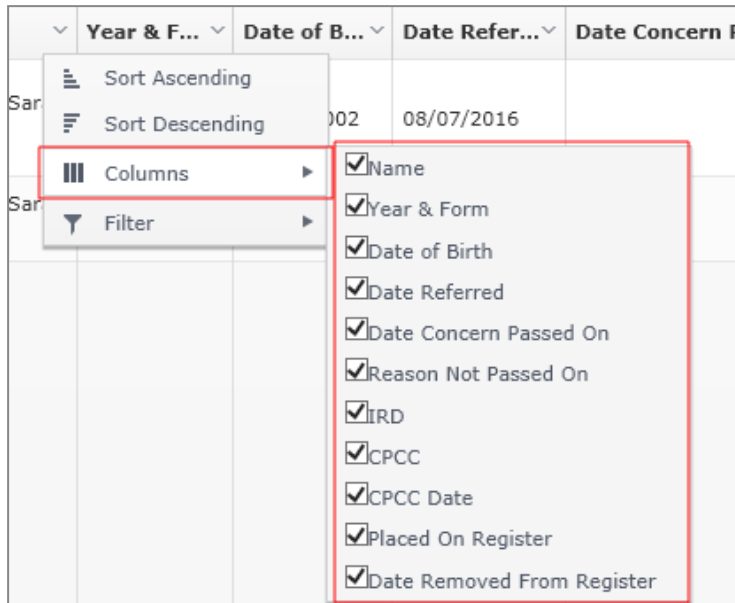 Year & F... Date of B... Date Refer... Date Concern
Sort Ascending
Sar
Sort Descending
002 08/07/2016
Columns
Name
Sar
Year & Form
Filter
Date of Birth
Date Referred
Date Concern Passed On
Reason Not Passed On
IRD
CPCC
CPCC Date
Placed On Register
Date Removed From Register